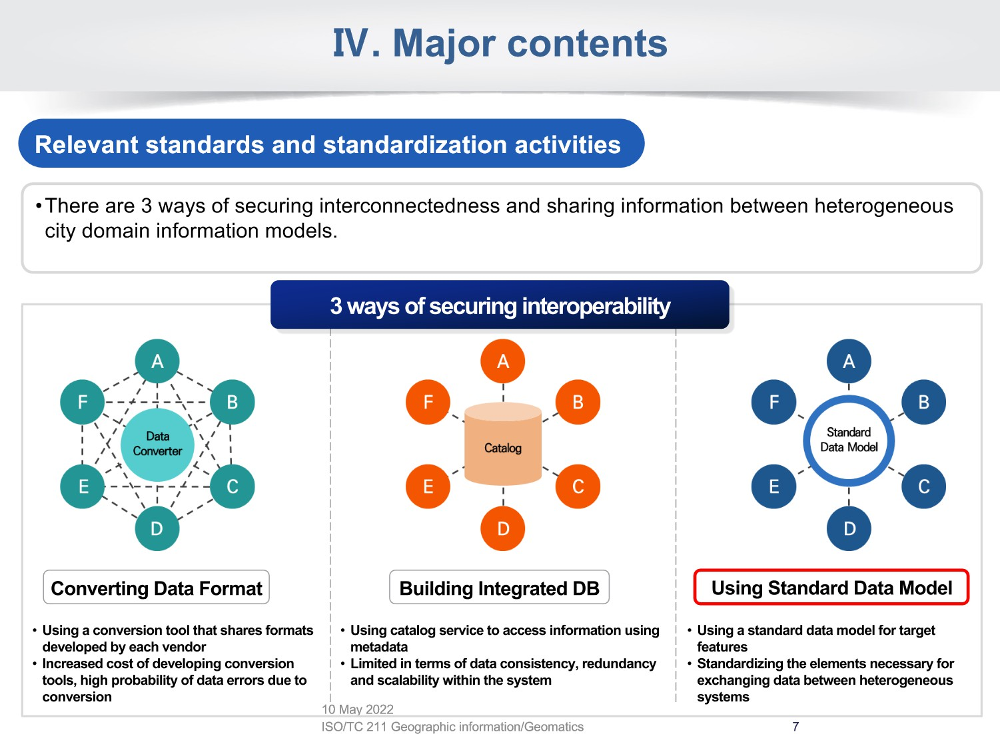 IV. Major contents
Relevant standards and standardization activities
•There are 3 ways of securing interconnectedness and sharing information between heterogeneous
city domain information models.
3 ways of securing interoperability
A
F
B
Data
Converter
E
C
D
A
F
B
Catalog
E
C
D
A
F
B
Standard
Data Model
E
C
D
Converting Data Format
Building Integrated DB
Using Standard Data Model
• Using a conversion tool that shares formats
developed by each vendor
• Increased cost of developing conversion
tools, high probability of data errors due to
conversion
• Using catalog service to access information using
metadata
• Limited in terms of data consistency, redundancy
and scalability within the system
• Using a standard data model for target
features
• Standardizing the elements necessary for
exchanging data between heterogeneous
systems
10 May 2022
ISO/TC 211 Geographic information/Geomatics
7